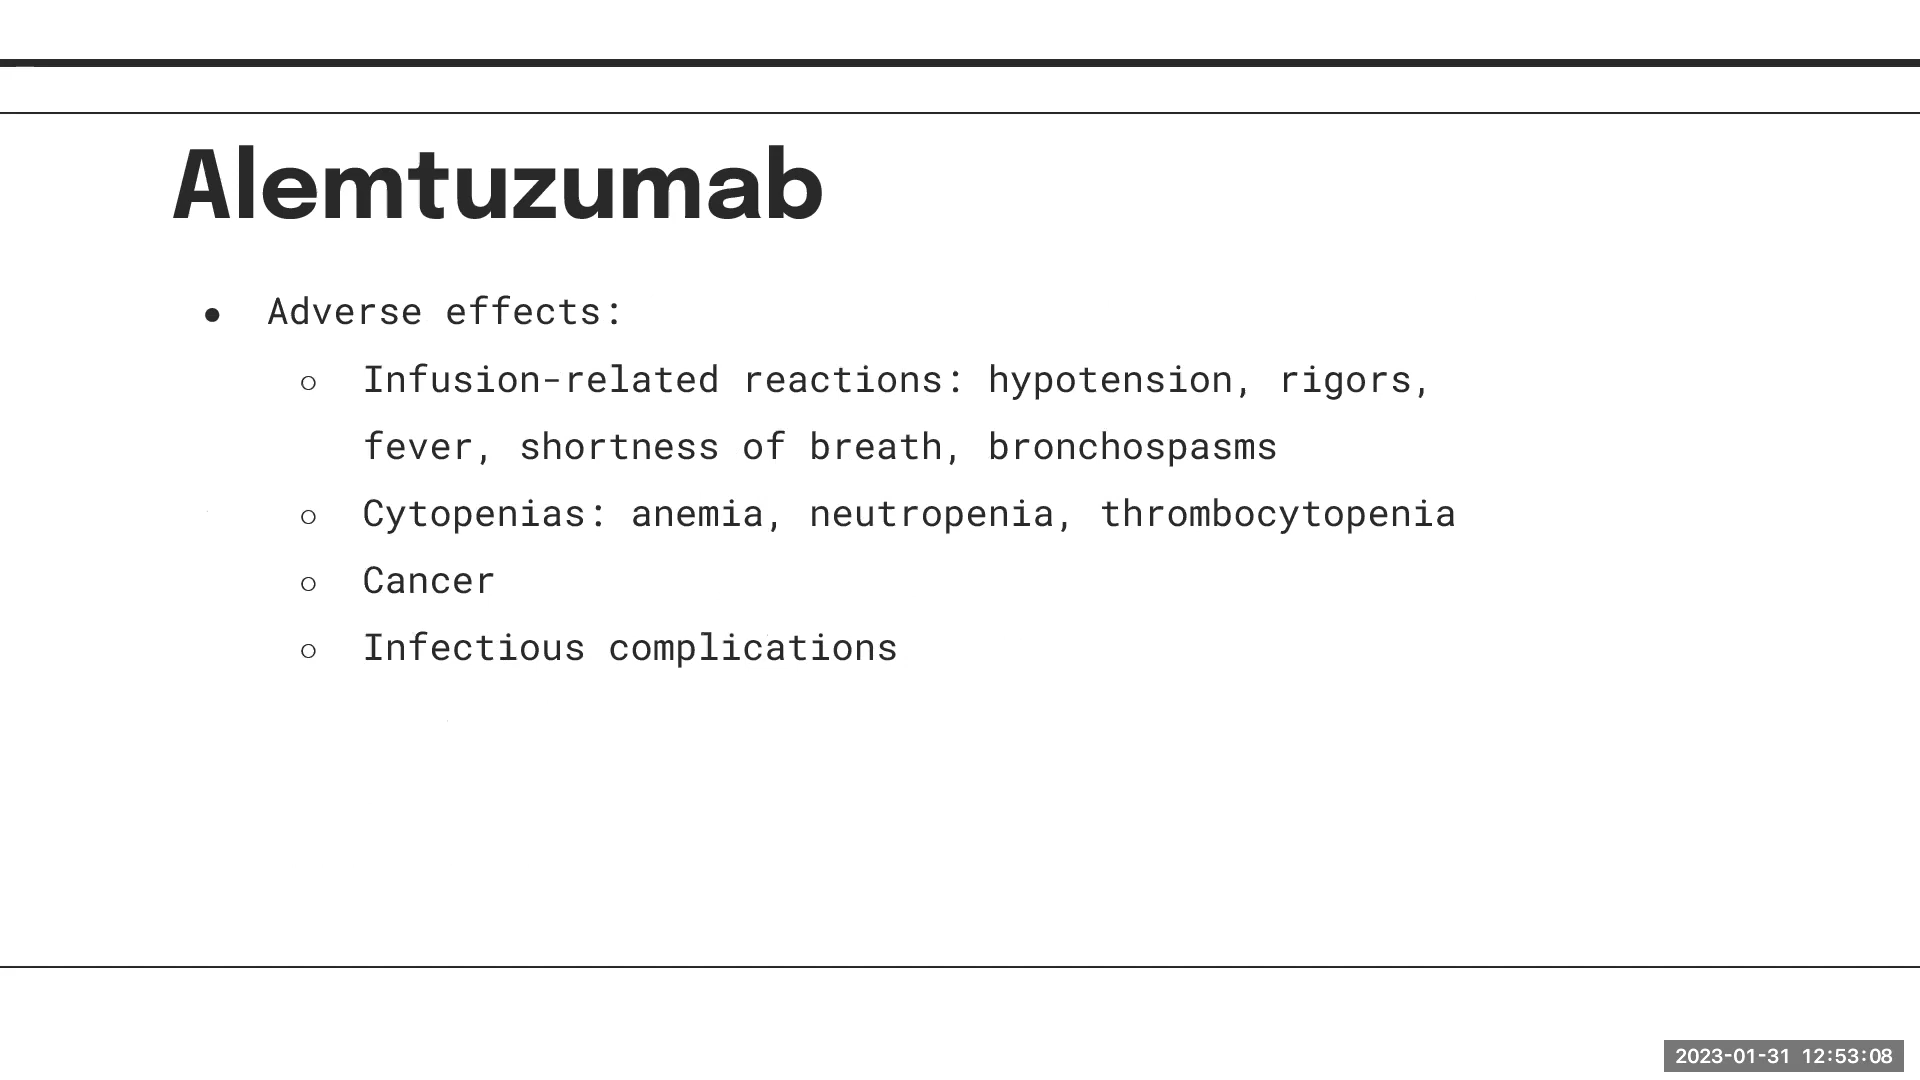 Alemtuzumab
● Adverse effects:
○ Infusion-related reactions: hypotension, rigors,
fever, shortness of breath, bronchospasms
○ Cytopenias: anemia, neutropenia, thrombocytopenia
○ Cancer
○ Infectious complications
2023-01-31 12:53:08